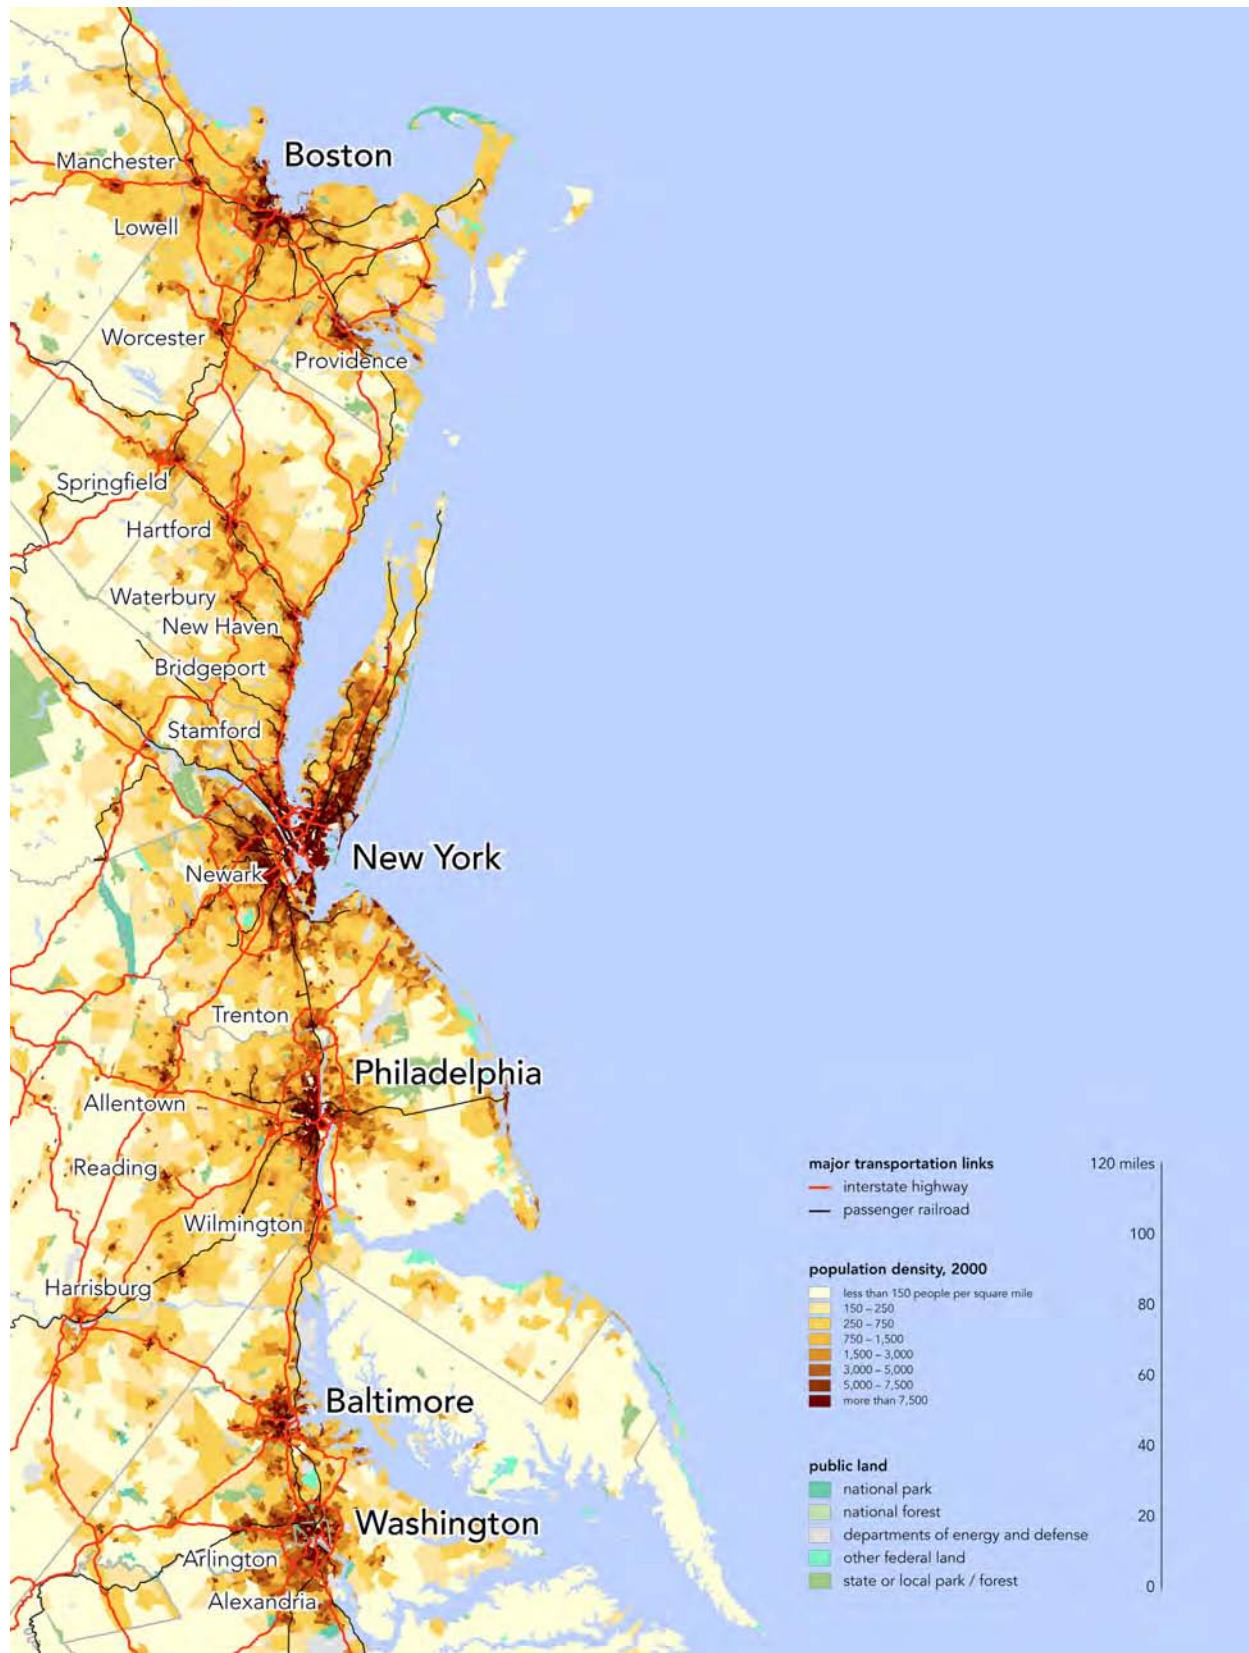 Boston
Manchester
Lowell
Worcester
Providence
Springfield
Hartford
Waterbury
New Haven
Bridgeport
Stamford
New York
Newark
Trenton
Philadelphia
Allentown
Reading
Wilmington
Harrisburg
Baltimore
Washington
Arlington
Alexandria
major transportation links
interstate highway
passenger railroad
population density, 2000
less than 150 people per square mile
150 – 250
250 – 750
750 – 1,500
1,500 – 3,000
3,000 – 5,000
5,000 – 7,500
more than 7,500
public land
national park
national forest
departments of energy and defense
other federal land
state or local park / forest
120 miles
100
80
60
40
20
0